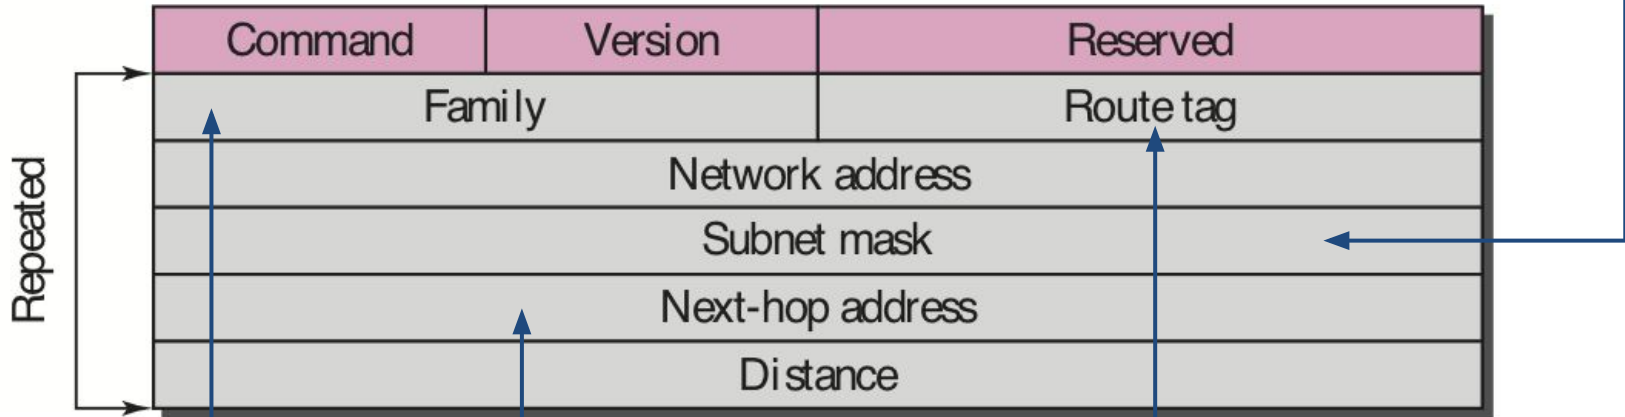 Command Version Reserved
Family Route tag
Network address
Subnet mask
Next-hop address
Distance
Repeated